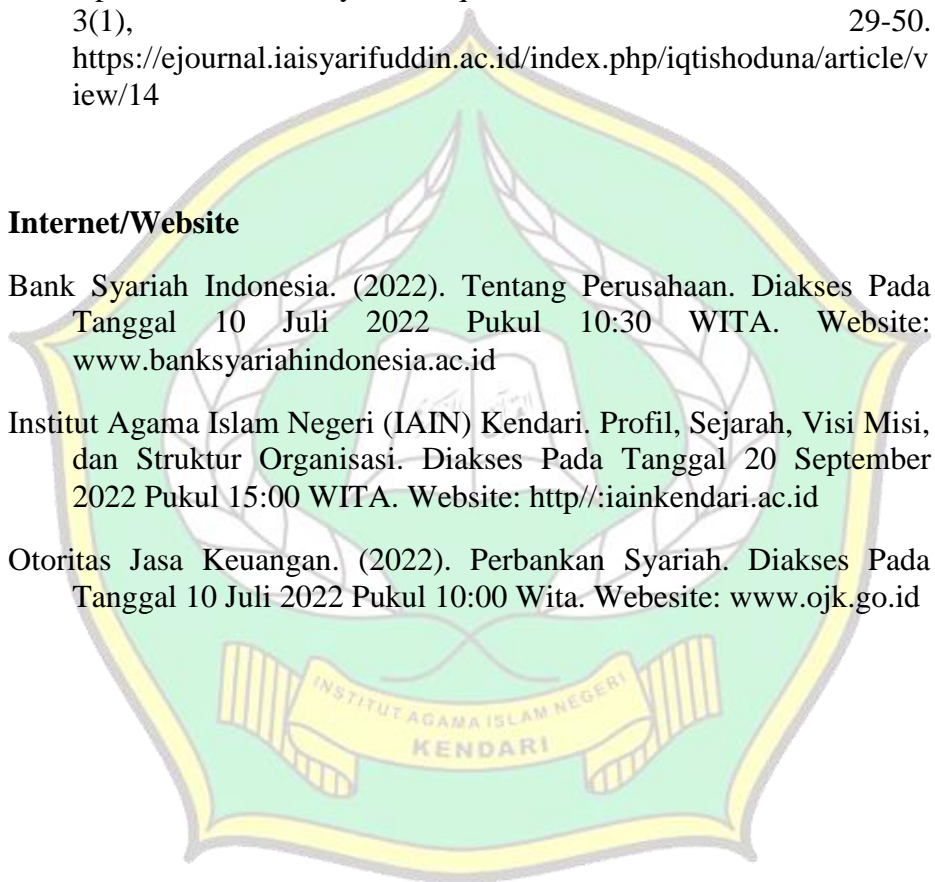 3(1), 29-50.
https://ejournal.iaisyarifuddin.ac.id/index.php/iqtishoduna/article/v
iew/14
Internet/Website
Bank Syariah Indonesia. (2022). Tentang Perusahaan. Diakses Pada
Tanggal 10 Juli 2022 Pukul 10:30 WITA. Website:
www.banksyariahindonesia.ac.id
Institut Agama Islam Negeri (IAIN) Kendari. Profil, Sejarah, Visi Misi,
dan Struktur Organisasi. Diakses Pada Tanggal 20 September
2022 Pukul 15:00 WITA. Website: http//:iainkendari.ac.id
Otoritas Jasa Keuangan. (2022). Perbankan Syariah. Diakses Pada
Tanggal 10 Juli 2022 Pukul 10:00 Wita. Webesite: www.ojk.go.id
INSTITUT AGAMA ISLAM NEGERI
KENDARI